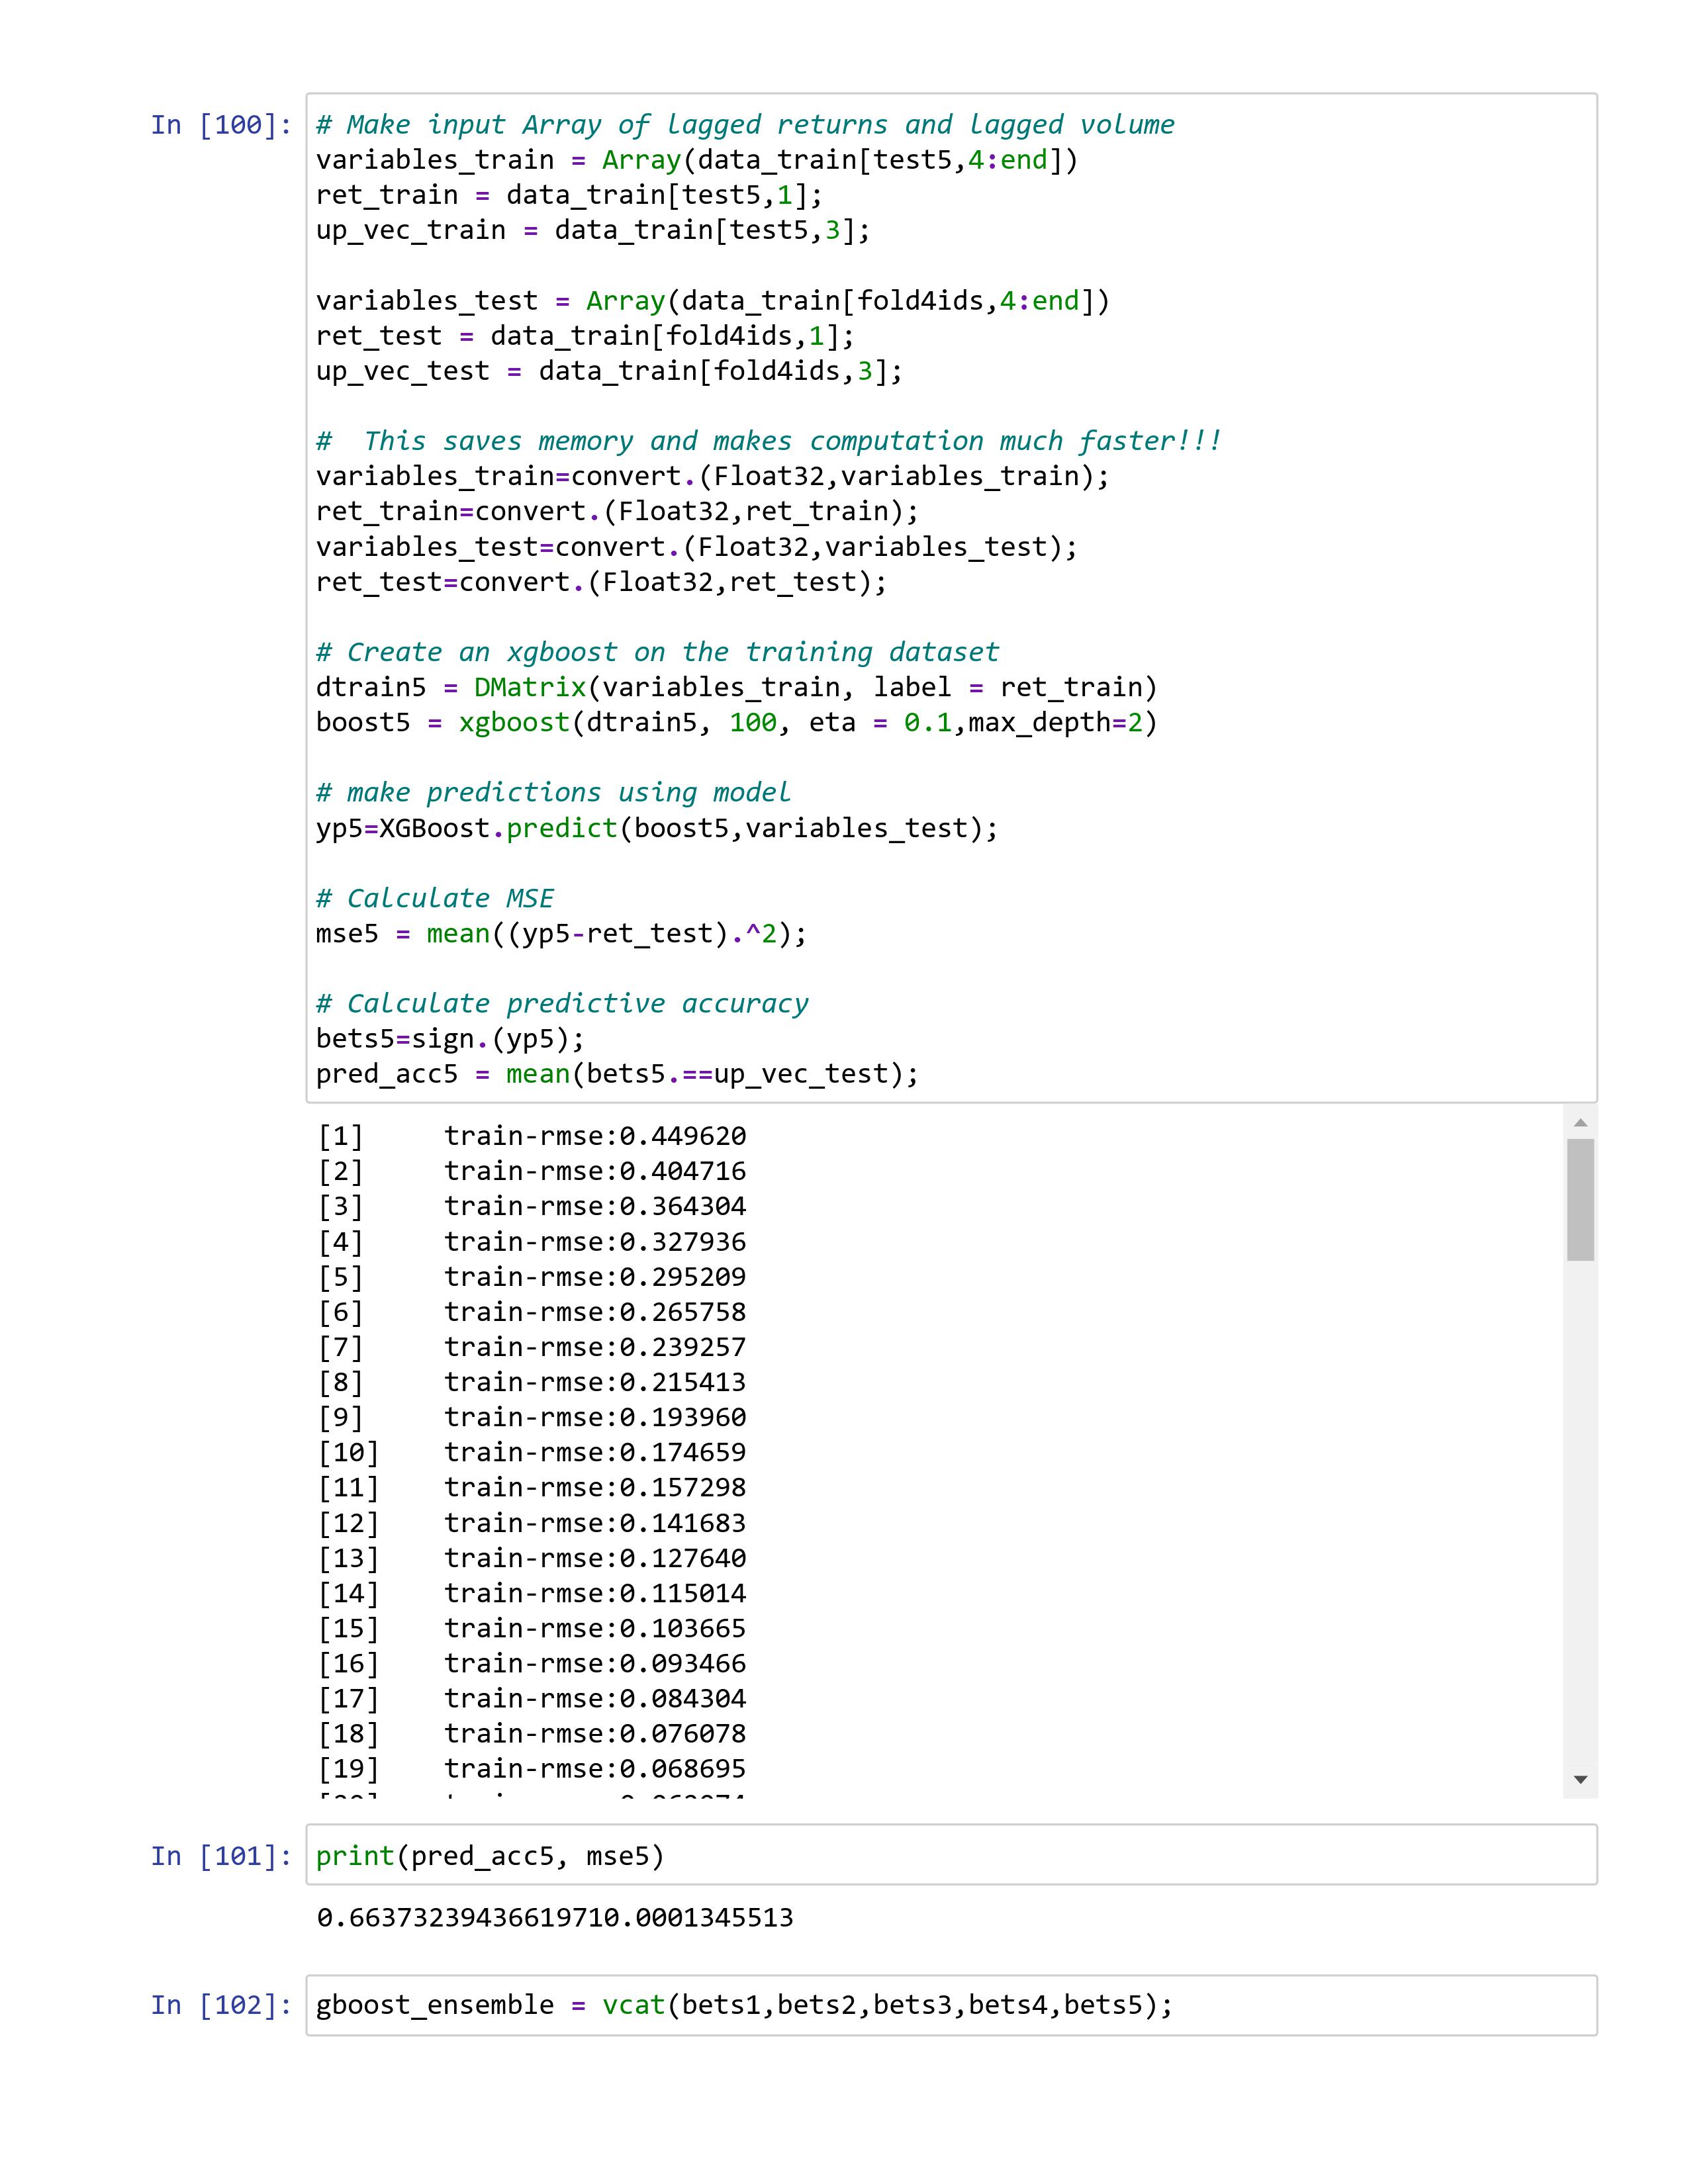 In [100]: # Make input Array of lagged returns and lagged volume
variables_train = Array(data_train[test5,4:end])
ret_train = data_train[test5,1];
up_vec_train = data_train[test5,3];
variables_test = Array(data_train[fold4ids,4:end])
ret_test = data_train[fold4ids,1];
up_vec_test = data_train[fold4ids,3];
#  This saves memory and makes computation much faster!!!
variables_train=convert.(Float32,variables_train);
ret_train=convert.(Float32,ret_train);
variables_test=convert.(Float32,variables_test);
ret_test=convert.(Float32,ret_test);
# Create an xgboost on the training dataset
dtrain5 = DMatrix(variables_train, label = ret_train)
boost5 = xgboost(dtrain5, 100, eta = 0.1,max_depth=2)
# make predictions using model
yp5=XGBoost.predict(boost5,variables_test);
# Calculate MSE
mse5 = mean((yp5-ret_test).^2);
# Calculate predictive accuracy
bets5=sign.(yp5);
pred_acc5 = mean(bets5.==up_vec_test);
[1]     train-rmse:0.449620
[2]     train-rmse:0.404716
[3]     train-rmse:0.364304
[4]     train-rmse:0.327936
[5]     train-rmse:0.295209
[6]     train-rmse:0.265758
[7]     train-rmse:0.239257
[8]     train-rmse:0.215413
[9]     train-rmse:0.193960
[10]    train-rmse:0.174659
[11]    train-rmse:0.157298
[12]    train-rmse:0.141683
[13]    train-rmse:0.127640
[14]    train-rmse:0.115014
[15]    train-rmse:0.103665
[16]    train-rmse:0.093466
[17]    train-rmse:0.084304
[18]    train-rmse:0.076078
[19]    train-rmse:0.068695
In [101]: print(pred_acc5, mse5)
0.66373239436619710.0001345513
In [102]: gboost_ensemble = vcat(bets1,bets2,bets3,bets4,bets5);